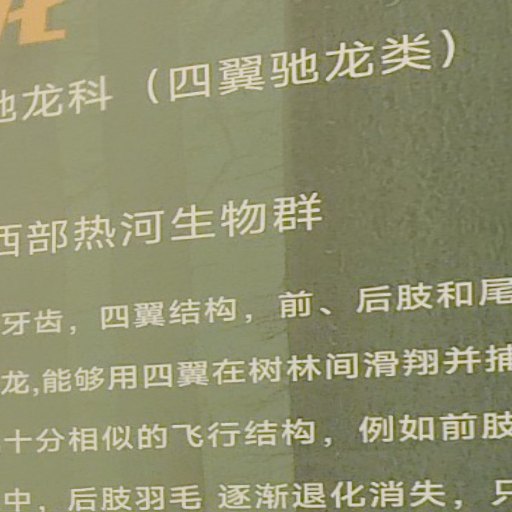 驰龙科（四翼驰龙类）
西部热河生物群
牙齿，四翼结构，前、后肢和尾
龙,能够用四翼在树林间滑翔并捕
十分相似的飞行结构，例如前肢
中，后肢羽毛 逐渐退化消失，只